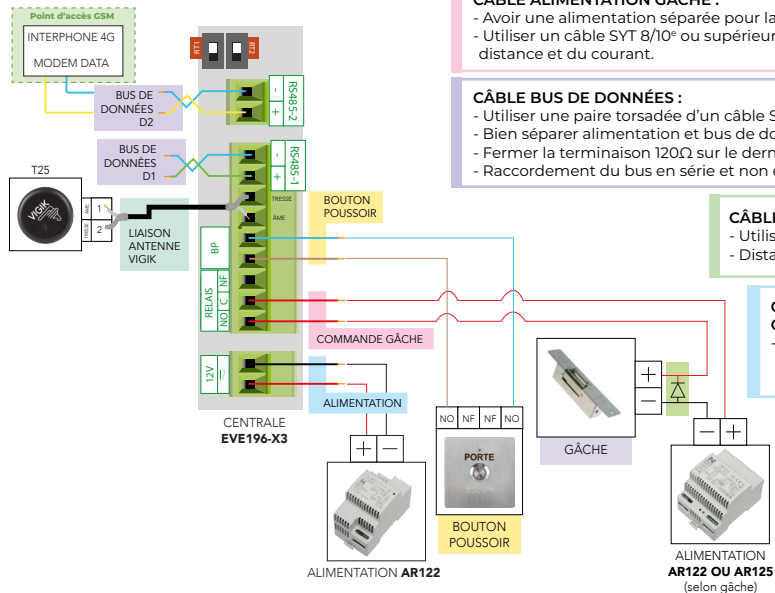 Point d'accès GSM
INTERPHONE 4G
MODEM DATA
BUS DE
DONNÉES
D2
BUS DE
DONNÉES
D1
RT1
RT2
RS485-2
-
+
RS485-1
-
+
TRESSE
ÂME
BP
RELAIS
NF
C
NO
12V
T25
VIGIK
ÂME
1
TRESSE
2
LIAISON
ANTENNE
VIGIK
BOUTON
POUSSOIR
COMMANDE GÂCHE
ALIMENTATION
CENTRALE
EVE196-X3
+
–
ALIMENTATION AR122
NO
NF
NF
NO
PORTE
BOUTON
POUSSOIR
+
–
GÂCHE
–
+
ALIMENTATION
AR122 OU AR125
(selon gâche)
CÂBLE ALIMENTATION GÂCHE :
- Avoir une alimentation séparée pour la
- Utiliser un câble SYT 8/10e ou supérieur
distance et du courant.
CÂBLE BUS DE DONNÉES :
- Utiliser une paire torsadée d'un câble S
- Bien séparer alimentation et bus de do
- Fermer la terminaison 120Ω sur le dern
- Raccordement du bus en série et non e
CÂBLE
- Utilis
- Dista